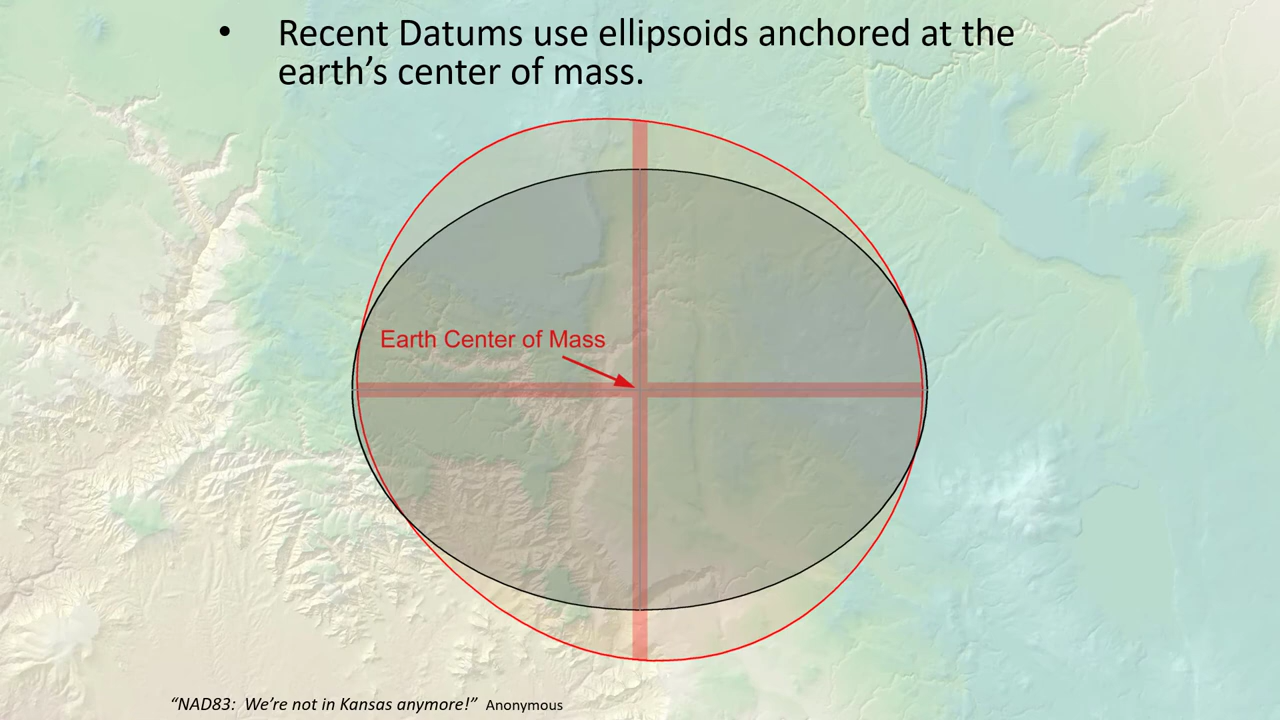 • Recent Datums use ellipsoids anchored at the
earth’s center of mass.
Earth Center of Mass
“NAD83:  We’re not in Kansas anymore!”  Anonymous